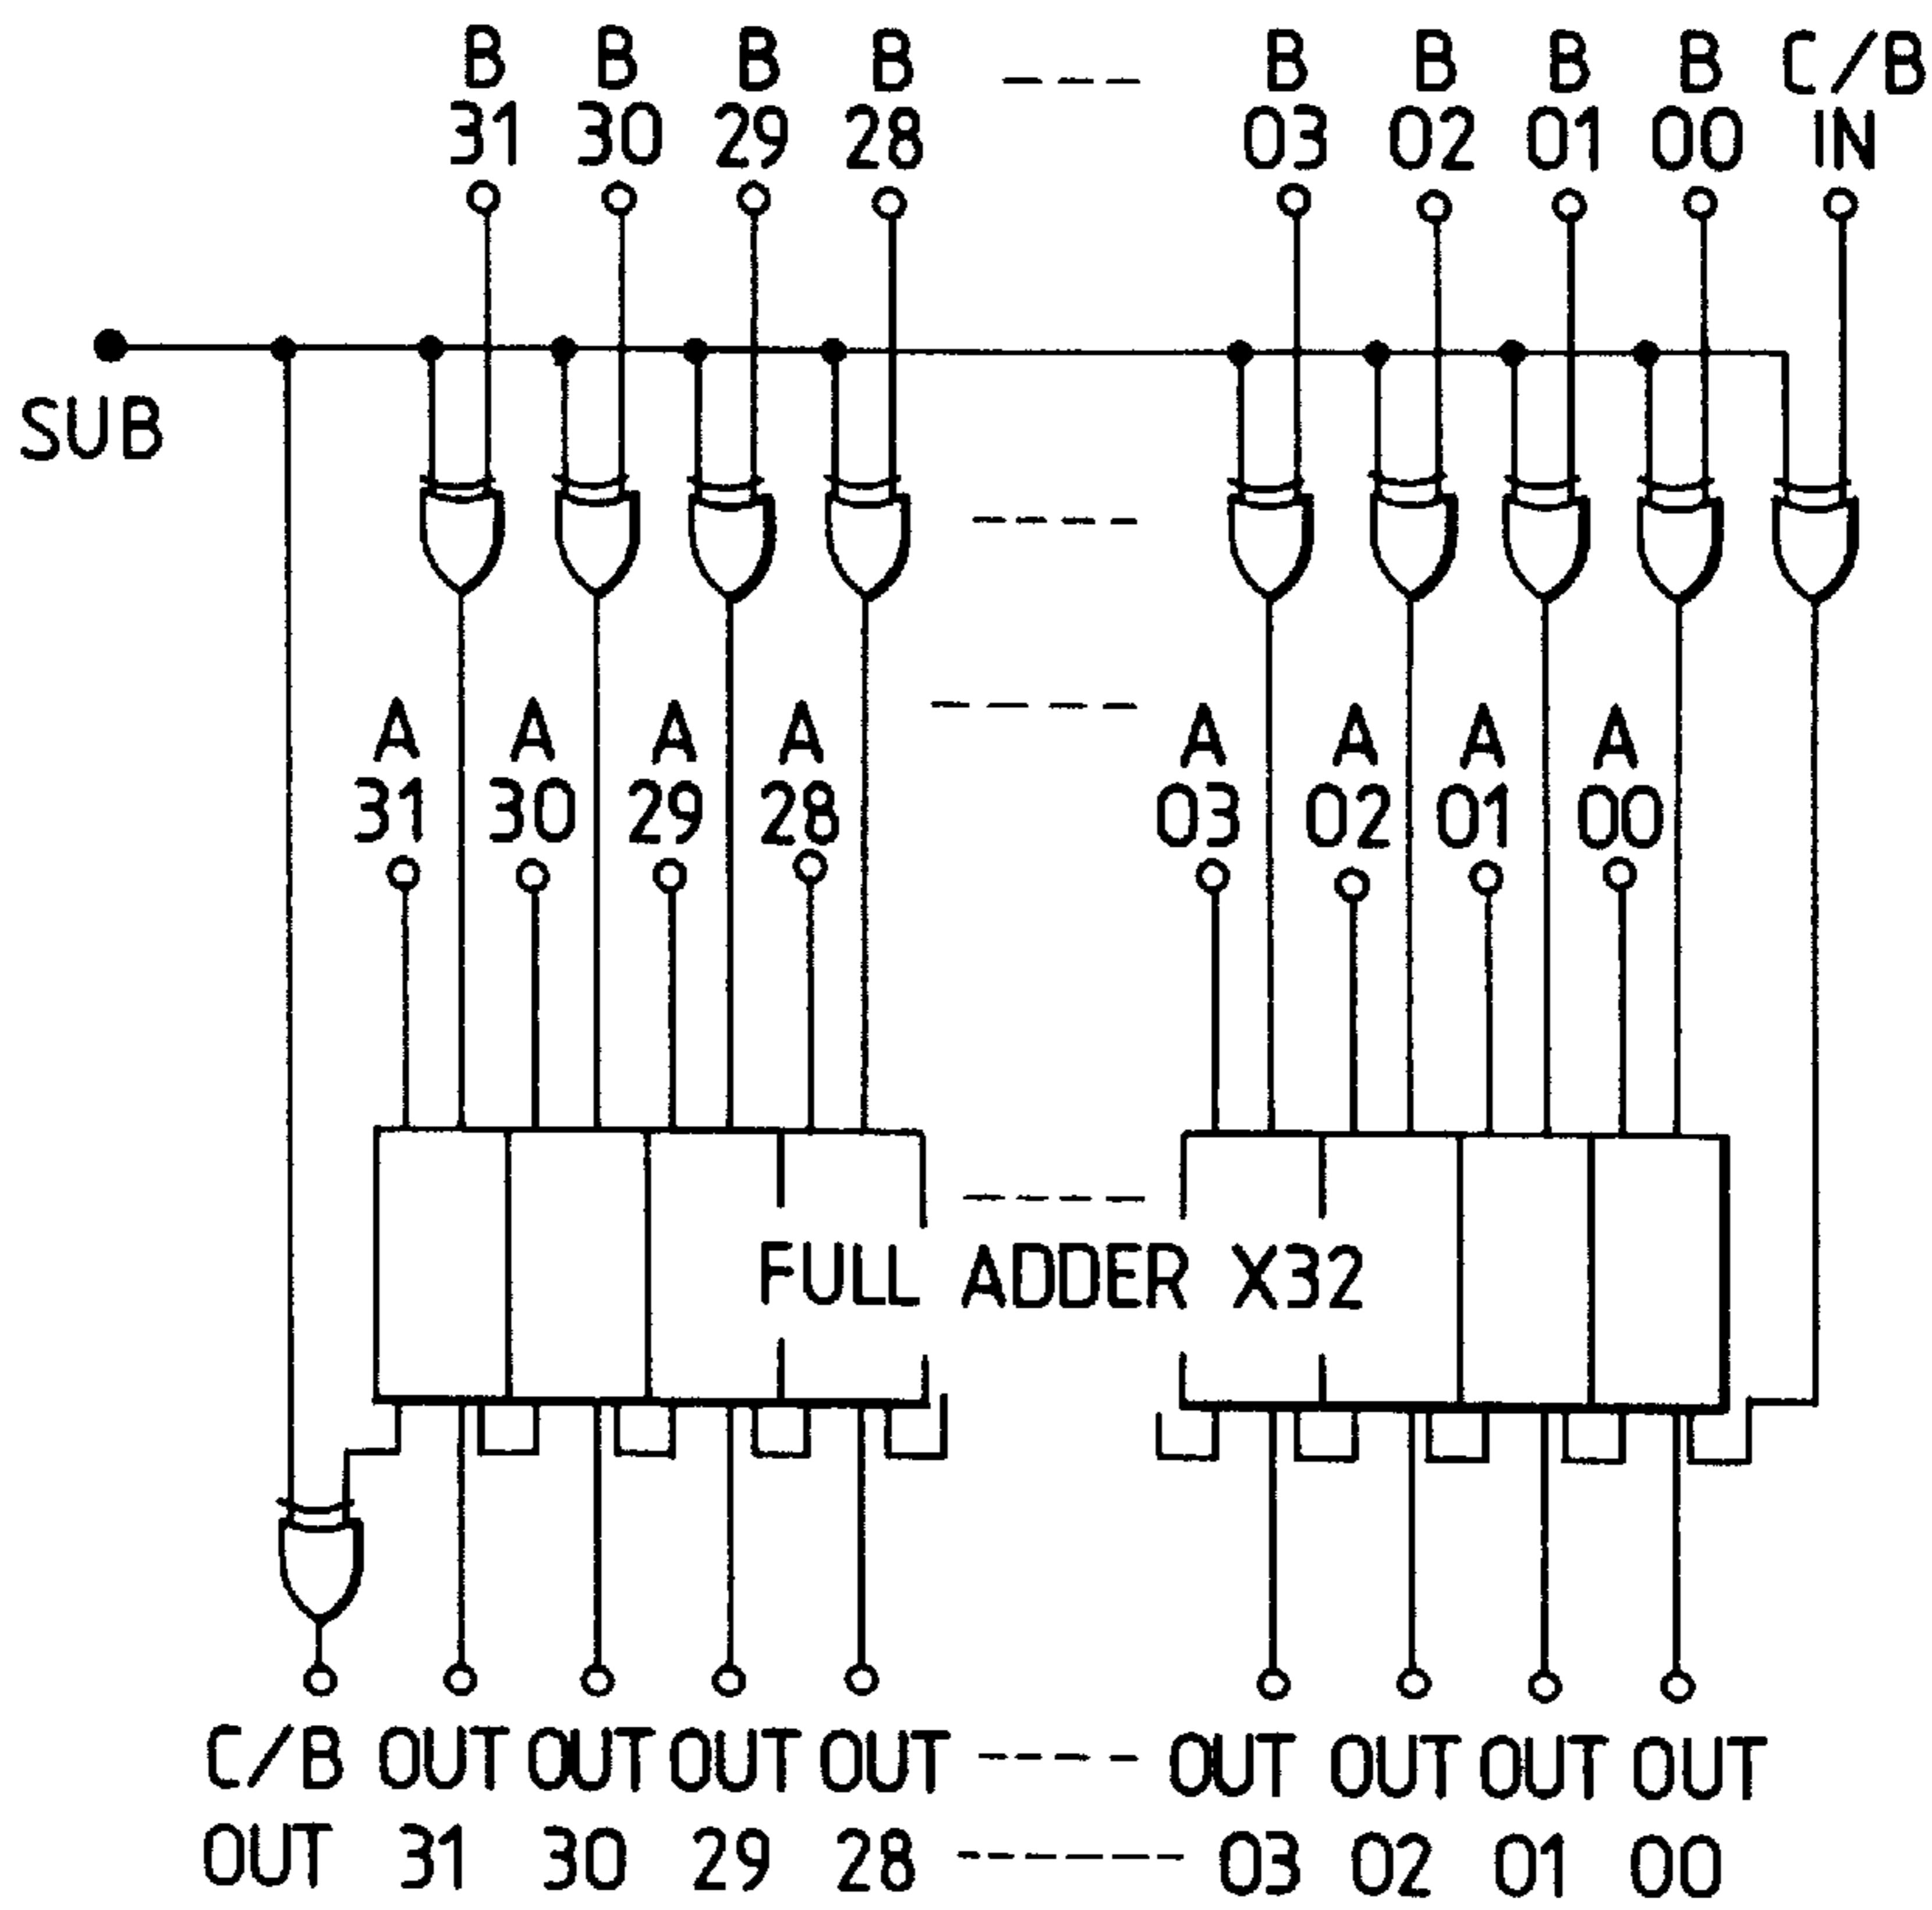 B B B B ---- B B B B C/B
31 30 29 28 03 02 01 00 IN
SUB
A A A A A A A A
31 30 29 28 03 02 01 00
FULL ADDER X32
C/B OUT OUT OUT OUT ---- OUT OUT OUT OUT
OUT 31 30 29 28 ------ 03 02 01 00